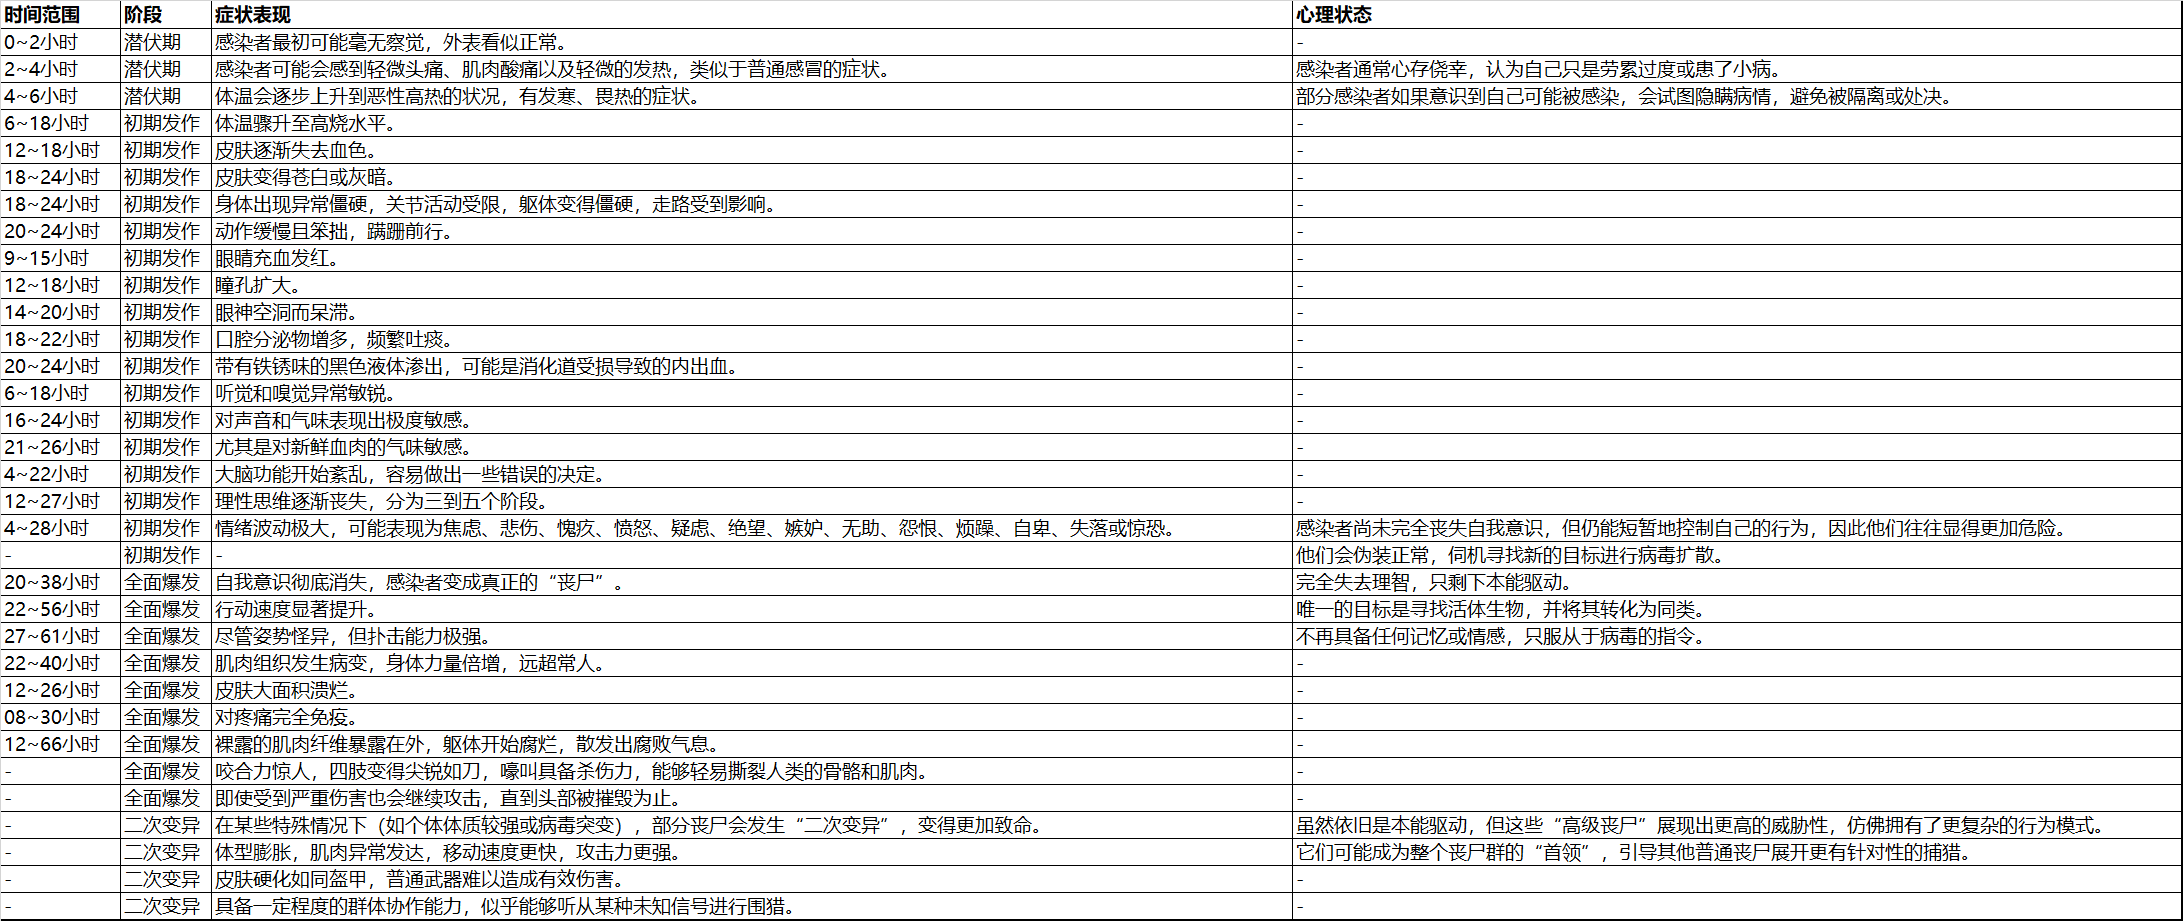 时间范围 阶段 症状表现 心理状态
0~2小时 潜伏期 感染者最初可能毫无察觉，外表看似正常。 -
2~4小时 潜伏期 感染者可能会感到轻微头痛、肌肉酸痛以及轻微的发热，类似于普通感冒的症状。 感染者通常心存侥幸，认为自己只是劳累过度或患了小病。
4~6小时 潜伏期 体温会逐步上升到恶性高热的状况，有发寒、畏热的症状。 部分感染者如果意识到自己可能被感染，会试图隐瞒病情，避免被隔离或处决。
6~18小时 初期发作 体温骤升至高烧水平。 -
12~18小时 初期发作 皮肤逐渐失去血色。 -
18~24小时 初期发作 皮肤变得苍白或灰暗。 -
18~24小时 初期发作 身体出现异常僵硬，关节活动受限，躯体变得僵硬，走路受到影响。 -
20~24小时 初期发作 动作缓慢且笨拙，蹒跚前行。 -
9~15小时 初期发作 眼睛充血发红。 -
12~18小时 初期发作 瞳孔扩大。 -
14~20小时 初期发作 眼神空洞而呆滞。 -
18~22小时 初期发作 口腔分泌物增多，频繁吐痰。 -
20~24小时 初期发作 带有铁锈味的黑色液体渗出，可能是消化道受损导致的内出血。 -
6~18小时 初期发作 听觉和嗅觉异常敏锐。 -
16~24小时 初期发作 对声音和气味表现出极度敏感。 -
21~26小时 初期发作 尤其是对新鲜血肉的气味敏感。 -
4~22小时 初期发作 大脑功能开始紊乱，容易做出一些错误的决定。 -
12~27小时 初期发作 理性思维逐渐丧失，分为三到五个阶段。 -
4~28小时 初期发作 情绪波动极大，可能表现为焦虑、悲伤、愧疚、愤怒、疑虑、绝望、嫉妒、无助、怨恨、烦躁、自卑、失落或惊恐。 感染者尚未完全丧失自我意识，但仍能短暂地控制自己的行为，因此他们往往显得更加危险。
- 初期发作 - 他们会伪装正常，伺机寻找新的目标进行病毒扩散。
20~38小时 全面爆发 自我意识彻底消失，感染者变成真正的“丧尸”。 完全失去理智，只剩下本能驱动。
22~56小时 全面爆发 行动速度显著提升。 唯一的目标是寻找活体生物，并将其转化为同类。
27~61小时 全面爆发 尽管姿势怪异，但扑击能力极强。 不再具备任何记忆或情感，只服从于病毒的指令。
22~40小时 全面爆发 肌肉组织发生病变，身体力量倍增，远超常人。 -
12~26小时 全面爆发 皮肤大面积溃烂。 -
08~30小时 全面爆发 对疼痛完全免疫。 -
12~66小时 全面爆发 裸露的肌肉纤维暴露在外，躯体开始腐烂，散发出腐败气息。 -
- 全面爆发 咬合力惊人，四肢变得尖锐如刀，嚎叫具备杀伤力，能够轻易撕裂人类的骨骼和肌肉。 -
- 全面爆发 即使受到严重伤害也会继续攻击，直到头部被摧毁为止。 -
- 二次变异 在某些特殊情况下（如个体体质较强或病毒突变），部分丧尸会发生“二次变异”，变得更加致命。 虽然依旧是本能驱动，但这些“高级丧尸”展现出更高的威胁性，仿佛拥有了更复杂的行为模式。
- 二次变异 体型膨胀，肌肉异常发达，移动速度更快，攻击力更强。 它们可能成为整个丧尸群的“首领”，引导其他普通丧尸展开更有针对性的捕猎。
- 二次变异 皮肤硬化如同盔甲，普通武器难以造成有效伤害。 -
- 二次变异 具备一定程度的群体协作能力，似乎能够听从某种未知信号进行围猎。 -